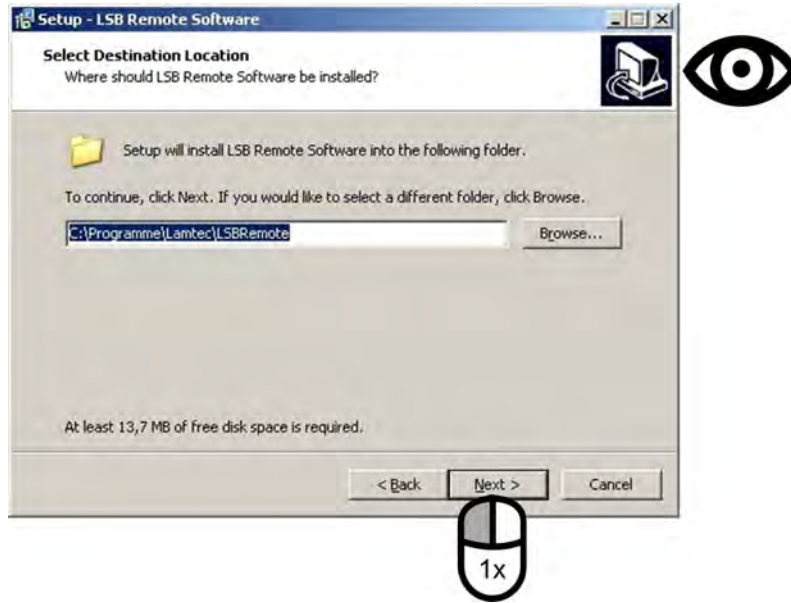 Setup - LSB Remote Software
Select Destination Location
Where should LSB Remote Software be installed?
Setup will install LSB Remote Software into the following folder.
To continue, click Next. If you would like to select a different folder, click Browse.
C:\Programme\Lamtec\LSBRemote
Browse...
At least 13,7 MB of free disk space is required.
< Back
Next >
Cancel
1x